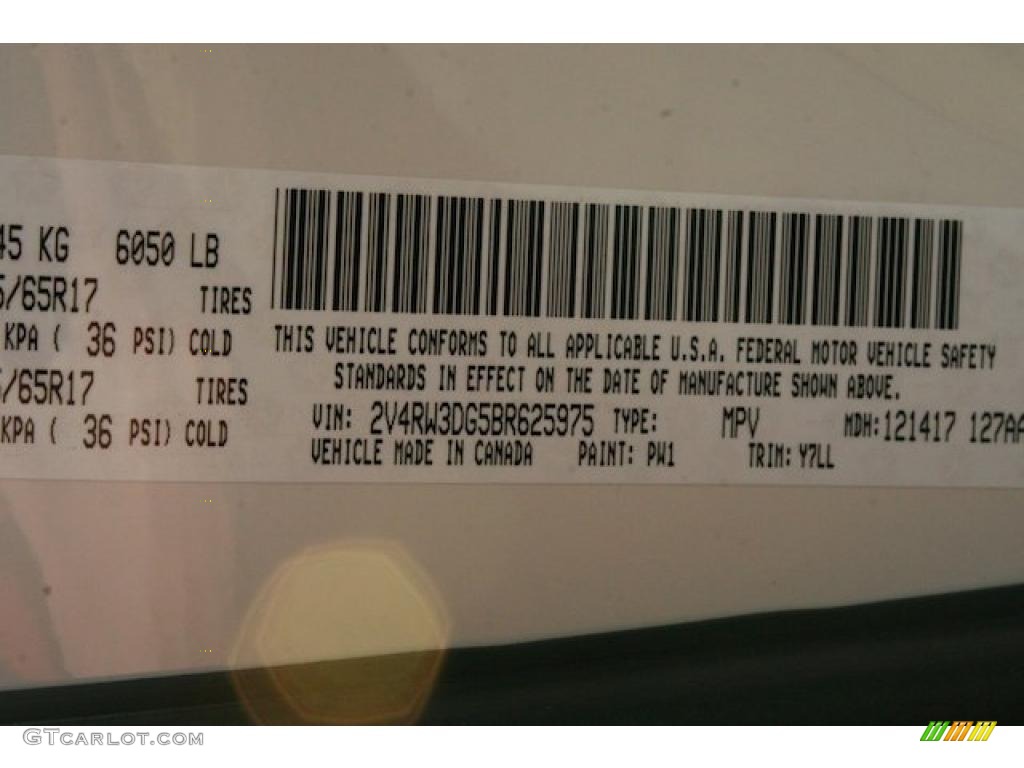 45 KG 6050 LB
5/65R17 TIRES
KPA ( 36 PSI) COLD
5/65R17 TIRES
KPA ( 36 PSI) COLD
THIS VEHICLE CONFORMS TO ALL APPLICABLE U.S.A. FEDERAL MOTOR VEHICLE SAFETY
STANDARDS IN EFFECT ON THE DATE OF MANUFACTURE SHOWN ABOVE.
VIN: 2V4RW3DG5BR625975 TYPE: MPV MDH:121417 127AA
VEHICLE MADE IN CANADA PAINT: PW1 TRIM: Y7LL
GTcarlot.com